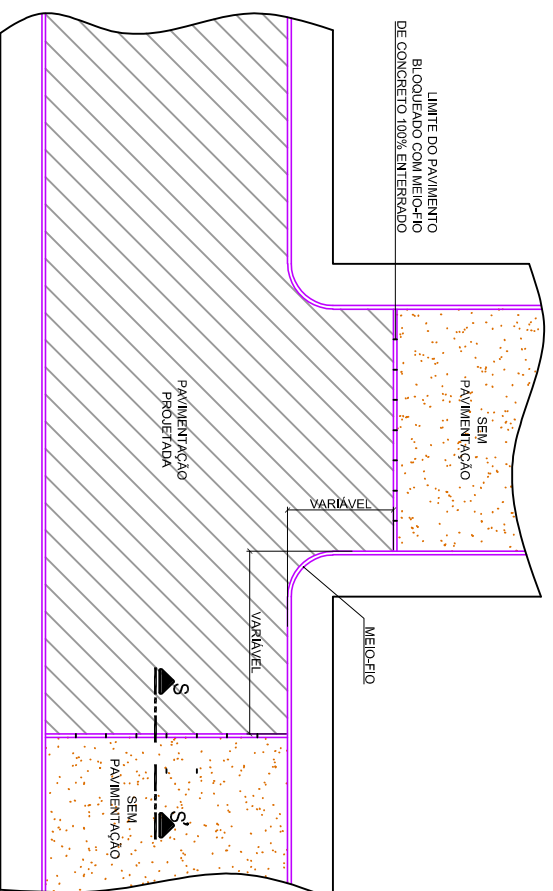 LIMITE DO PAVIMENTO
BLOQUEADO COM MEIO-FIO
DE CONCRETO 100% ENTERRADO
SEM
PAVIMENTAÇÃO
PAVIMENTAÇÃO
PROJETADA
VARIÁVEL
VARIÁVEL
MEIO-FIO
S
S'
SEM
PAVIMENTAÇÃO